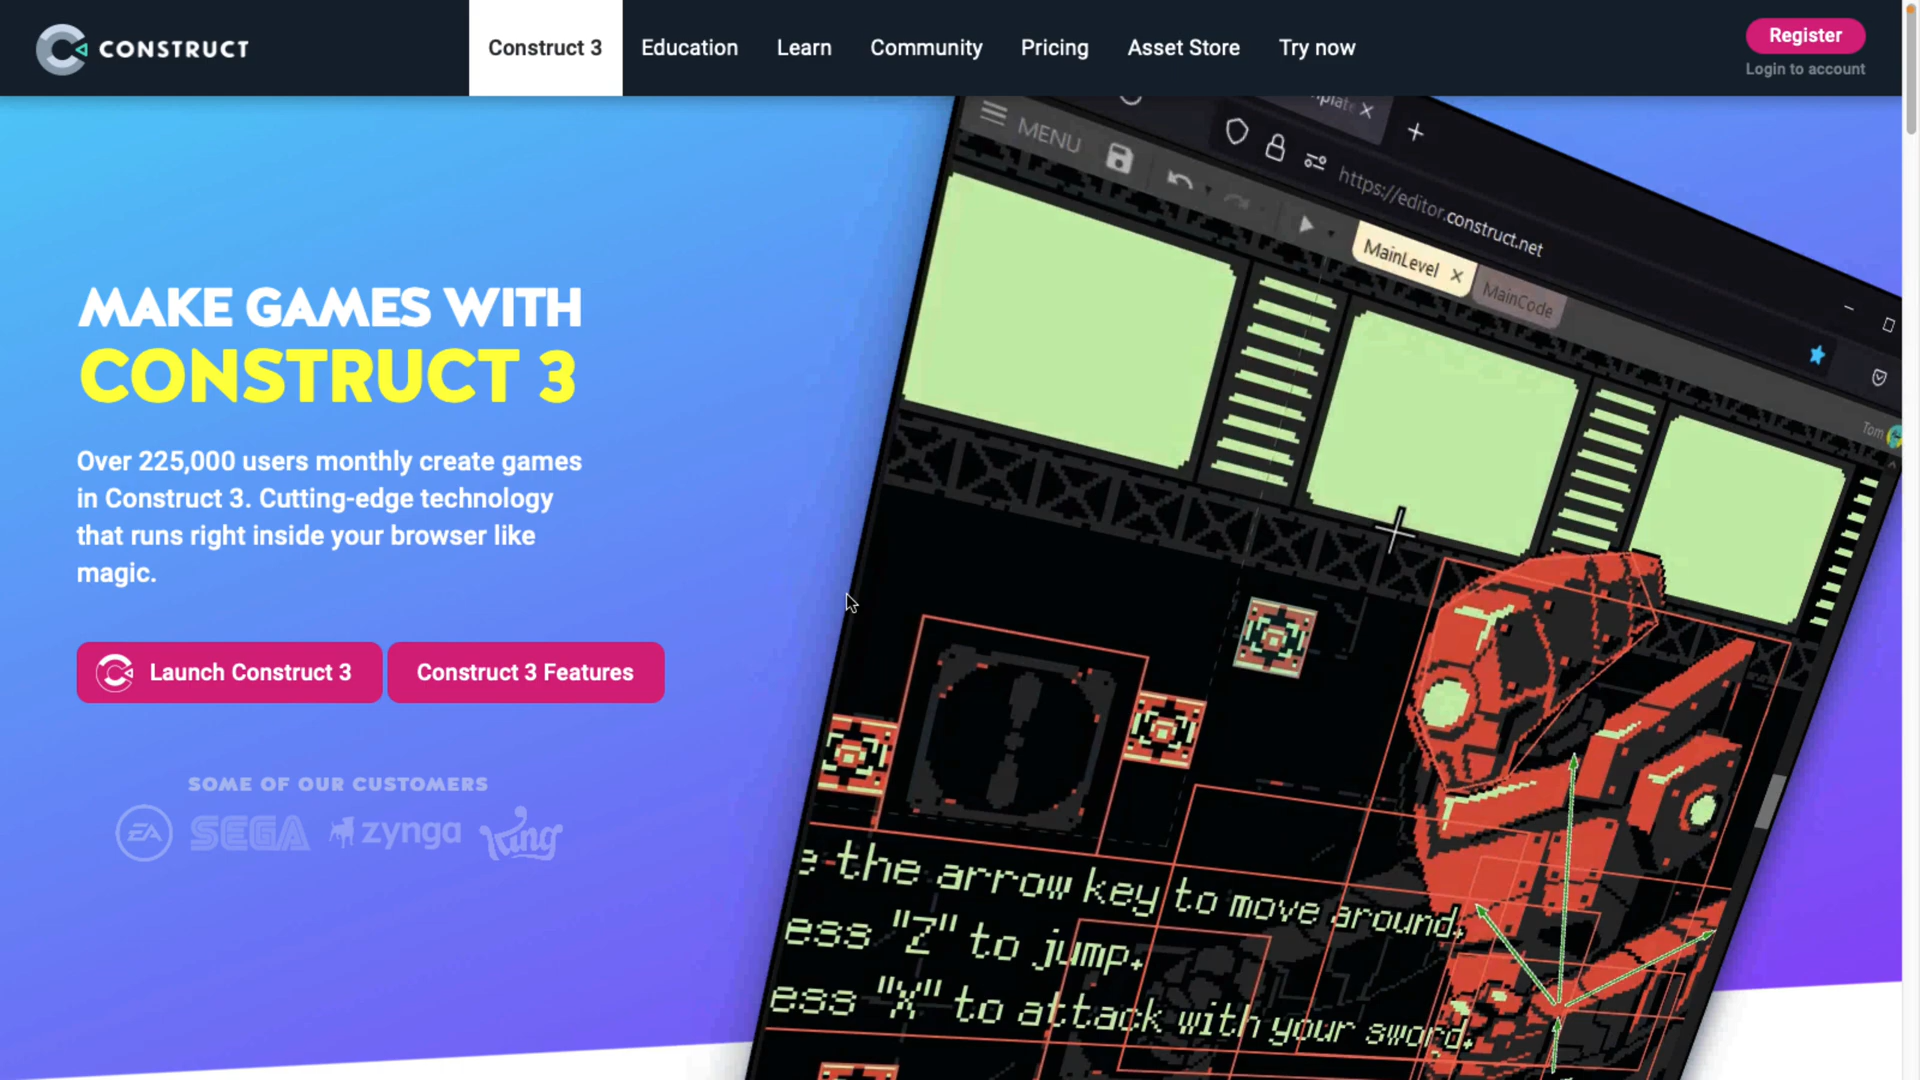 CONSTRUCT
Construct 3
Education
Learn
Community
Pricing
Asset Store
Try now
Register
Login to account
MENU
https://editor.construct.net
MainLevel
MainCode
Tom
MAKE GAMES WITH
CONSTRUCT 3
Over 225,000 users monthly create games
in Construct 3. Cutting-edge technology
that runs right inside your browser like
magic.
Launch Construct 3
Construct 3 Features
SOME OF OUR CUSTOMERS
EA
SEGA
zynga
King
e the arrow key to move around.
ess "Z" to jump.
ess "X" to attack with your sword.